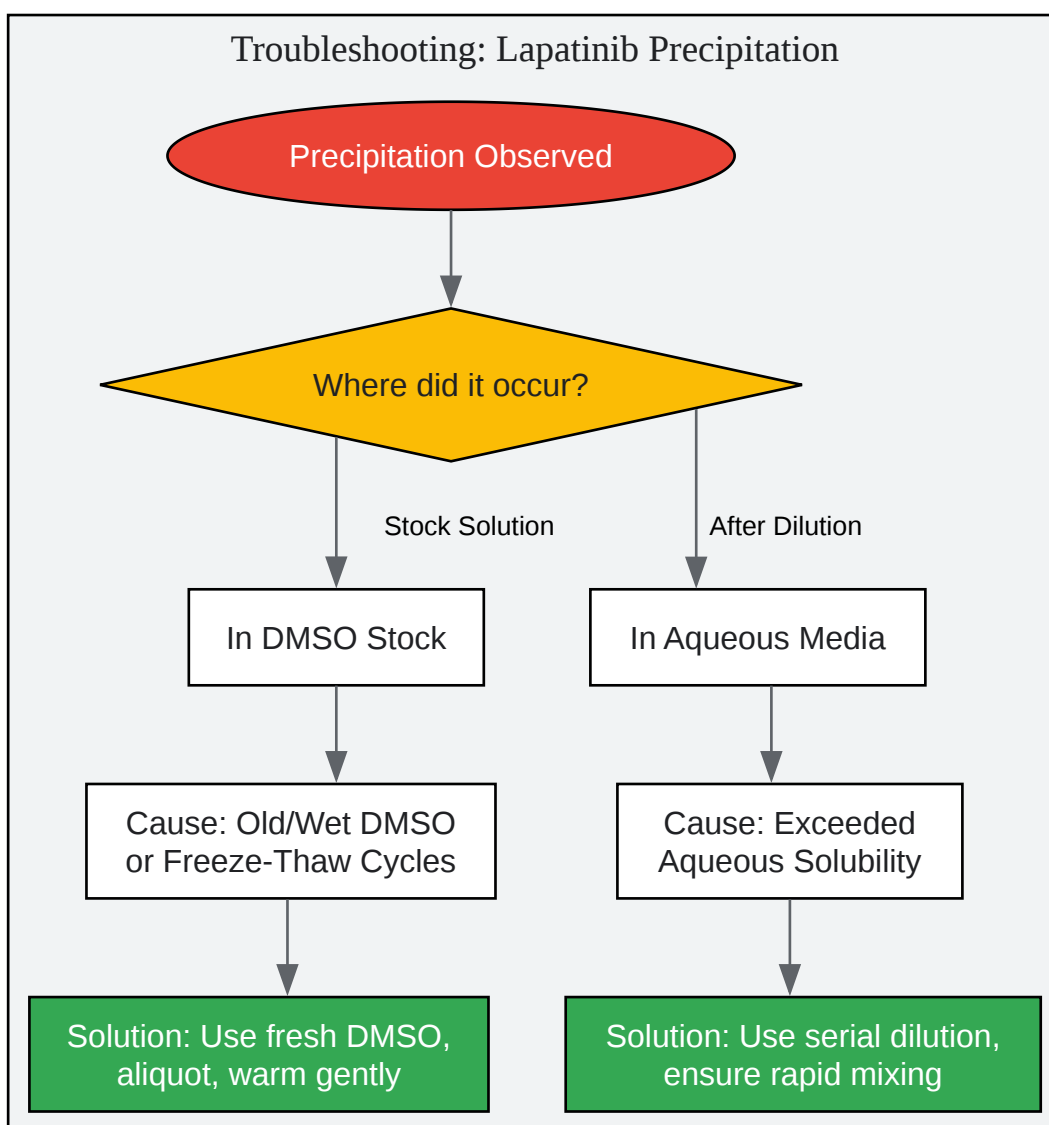 Troubleshooting: Lapatinib Precipitation
Precipitation Observed
Where did it occur?
Stock Solution
After Dilution
In DMSO Stock
In Aqueous Media
Cause: Old/Wet DMSO
or Freeze-Thaw Cycles
Cause: Exceeded
Aqueous Solubility
Solution: Use fresh DMSO,
aliquot, warm gently
Solution: Use serial dilution,
ensure rapid mixing